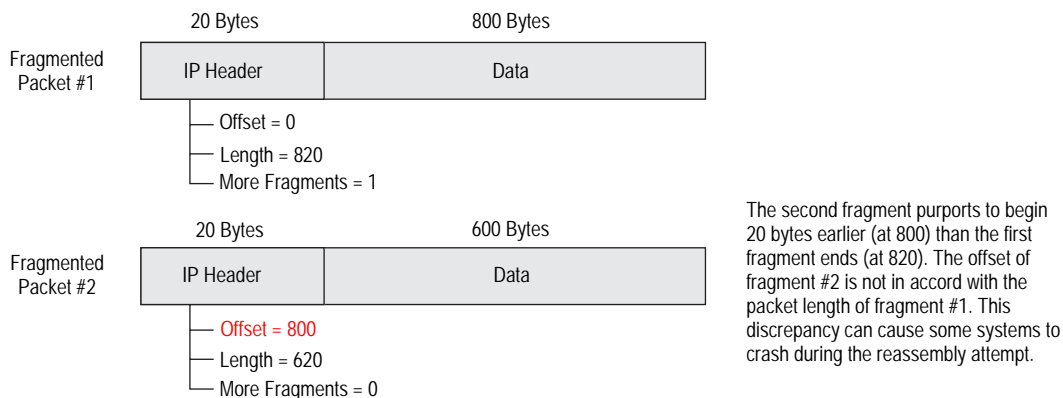 20 Bytes 800 Bytes
Fragmented
Packet #1
IP Header Data
Offset = 0
Length = 820
More Fragments = 1
20 Bytes 600 Bytes
Fragmented
Packet #2
IP Header Data
Offset = 800
Length = 620
More Fragments = 0
The second fragment purports to begin
20 bytes earlier (at 800) than the first
fragment ends (at 820). The offset of
fragment #2 is not in accord with the
packet length of fragment #1. This
discrepancy can cause some systems to
crash during the reassembly attempt.